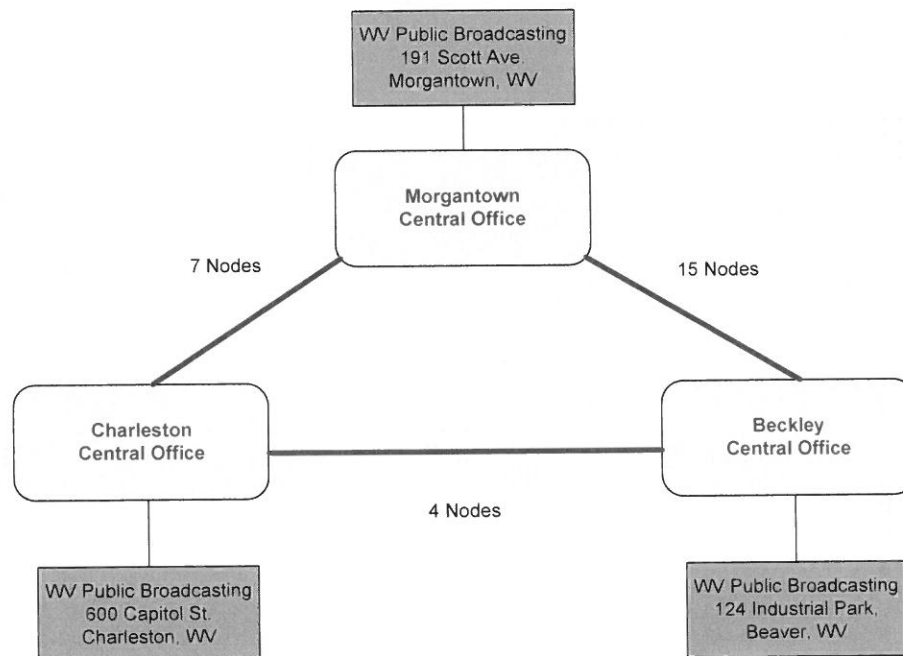 WV Public Broadcasting
191 Scott Ave.
Morgantown, WV
Morgantown
Central Office
7 Nodes
15 Nodes
Charleston
Central Office
Beckley
Central Office
4 Nodes
WV Public Broadcasting
600 Capitol St.
Charleston, WV
WV Public Broadcasting
124 Industrial Park,
Beaver, WV